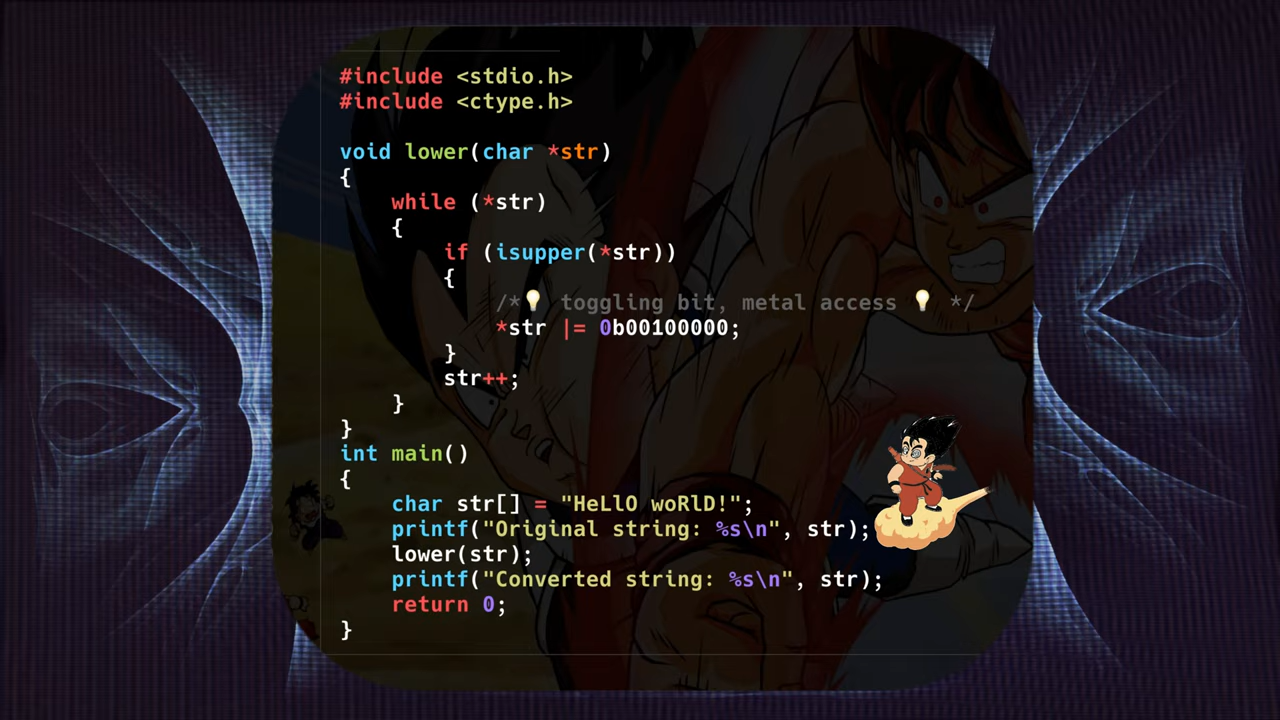 #include <stdio.h>
#include <ctype.h>
void lower(char *str)
{
while (*str)
{
if (isupper(*str))
{
/*💡 toggling bit, metal access 💡 */
*str |= 0b00100000;
}
str++;
}
}
int main()
{
char str[] = "HeLlO woRlD!";
printf("Original string: %s\n", str);
lower(str);
printf("Converted string: %s\n", str);
return 0;
}